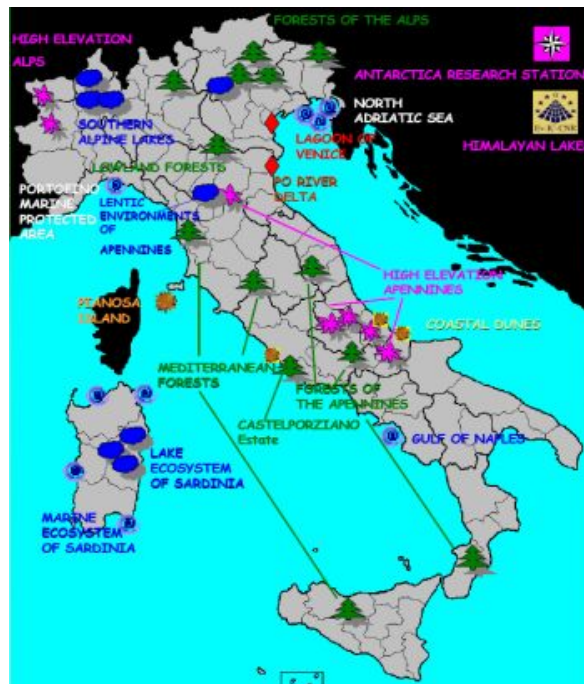 FORESTS OF THE ALPS
HIGH ELEVATION
ALPS
ANTARCTICA RESEARCH STATION
NORTH
ADRIATIC SEA
HIMALAYAN LAKE
SOUTHERN
ALPINE LAKES
LAGOON OF
VENICE
LOWLAND FORESTS
PO RIVER
DELTA
PORTOFINO
MARINE
PROTECTED
AREA
LENTIC
ENVIRONMENTS
OF
APENNINES
HIGH ELEVATION
APENNINES
PIANOSA
ISLAND
COASTAL DUNES
MEDITERRANEAN
FORESTS
FORESTS OF
THE APENNINES
CASTELPORZIANO
Estate
GULF OF NAPLES
LAKE
ECOSYSTEM
OF SARDINIA
MARINE
ECOSYSTEM
OF SARDINIA